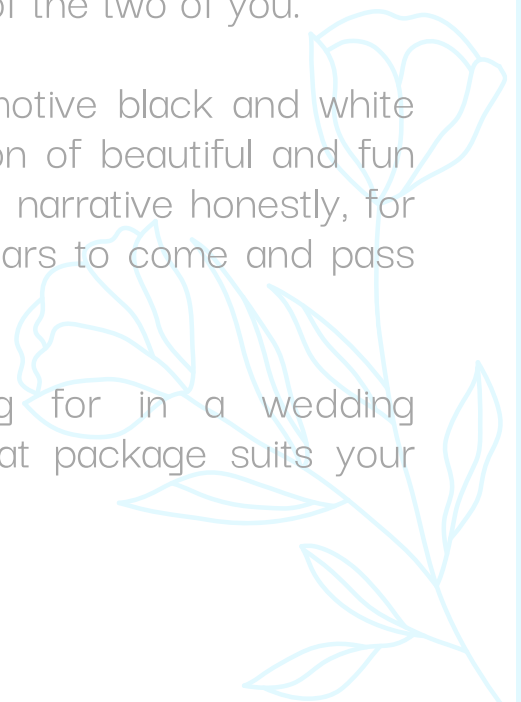 of the two of you.
motive black and white
on of beautiful and fun
narrative honestly, for
ars to come and pass
g for in a wedding
at package suits your